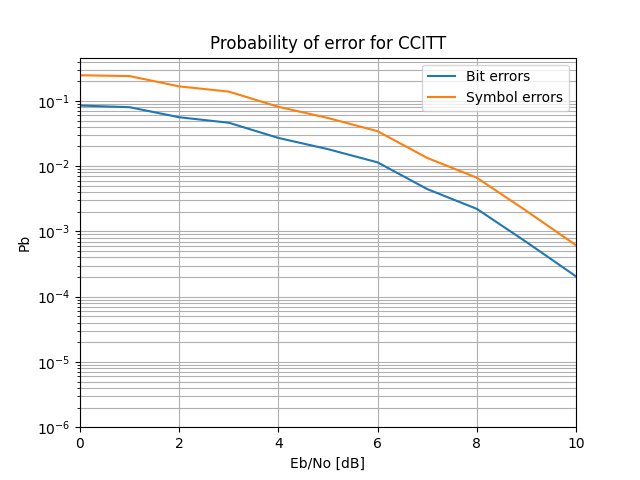 Probability of error for CCITT
Bit errors
Symbol errors
Pb
10⁻¹
10⁻²
10⁻³
10⁻⁴
10⁻⁵
10⁻⁶
0 2 4 6 8 10
Eb/No [dB]